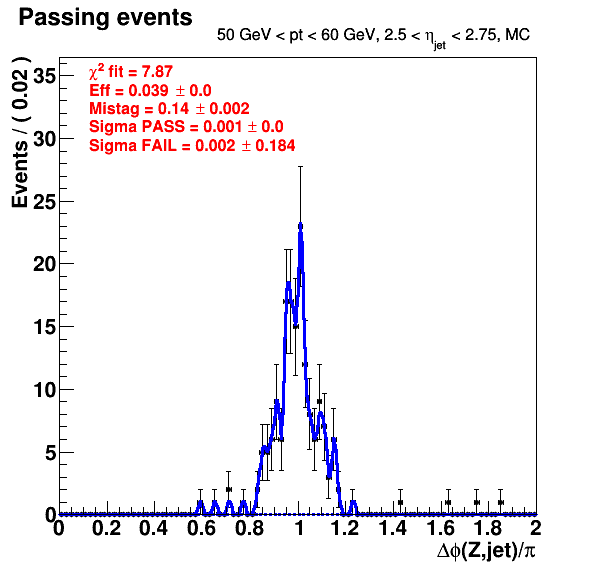 Passing events
50 GeV < pt < 60 GeV, 2.5 < η_jet < 2.75, MC
χ² fit = 7.87
Eff = 0.039 ± 0.0
Mistag = 0.14 ± 0.002
Sigma PASS = 0.001 ± 0.0
Sigma FAIL = 0.002 ± 0.184
Events / ( 0.02 )
35
30
25
20
15
10
5
0
0 0.2 0.4 0.6 0.8 1 1.2 1.4 1.6 1.8 2
Δϕ(Z,jet)/π